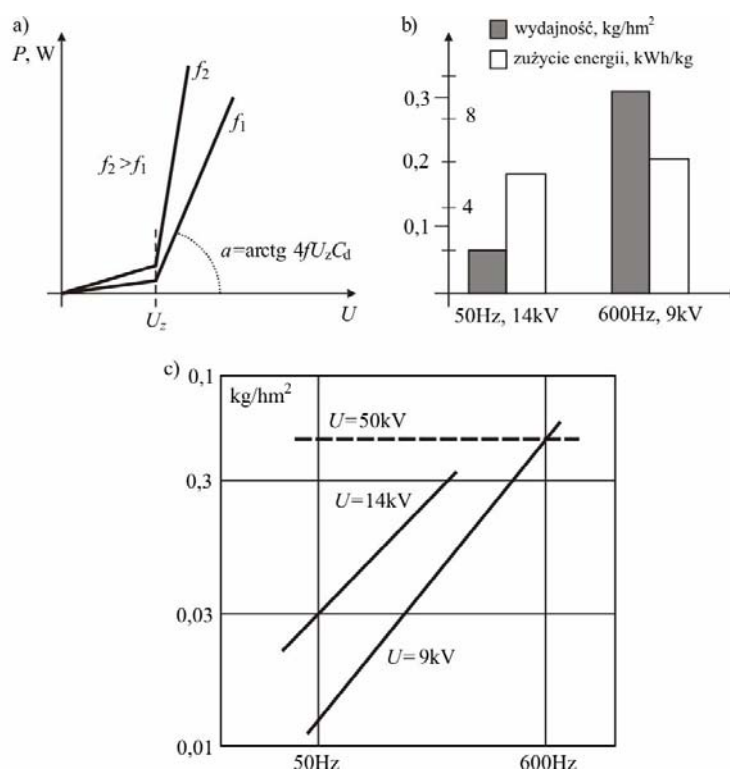 a)
P, W
f₂
f₁
f₂ > f₁
a=arctg 4fU_zC_d
U_z
U
b)
wydajność, kg/hm²
zużycie energii, kWh/kg
0,3
8
0,2
4
0,1
50Hz, 14kV
600Hz, 9kV
c)
0,1
kg/hm²
U=50kV
0,3
U=14kV
0,03
U=9kV
0,01
50Hz
600Hz